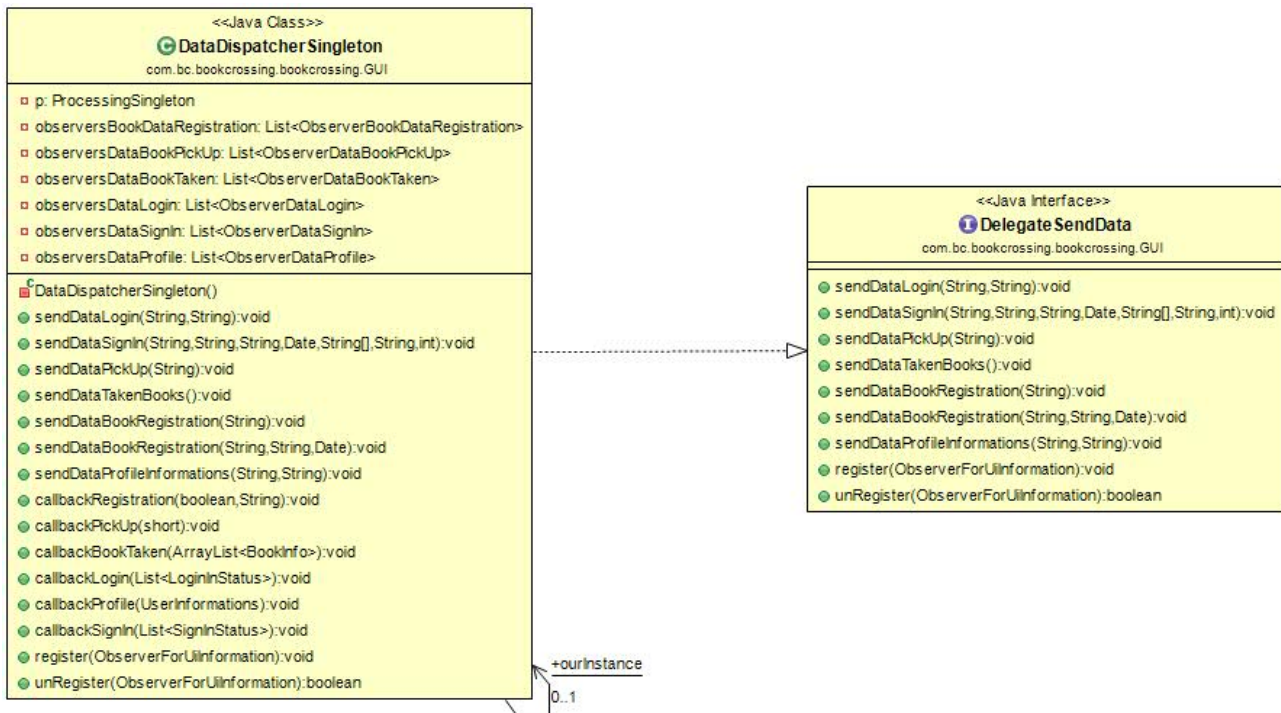 <<Java Class>>
DataDispatcherSingleton
com.bc.bookcrossing.bookcrossing.GUI
p: ProcessingSingleton
observersBookDataRegistration: List<ObserverBookDataRegistration>
observersDataBookPickUp: List<ObserverDataBookPickUp>
observersDataBookTaken: List<ObserverDataBookTaken>
observersDataLogin: List<ObserverDataLogin>
observersDataSignIn: List<ObserverDataSignIn>
observersDataProfile: List<ObserverDataProfile>
DataDispatcherSingleton()
sendDataLogin(String,String):void
sendDataSignIn(String,String,String,Date,String[],String,int):void
sendDataPickUp(String):void
sendDataTakenBooks():void
sendDataBookRegistration(String):void
sendDataBookRegistration(String,String,Date):void
sendDataProfileInformations(String,String):void
callbackRegistration(boolean,String):void
callbackPickUp(short):void
callbackBookTaken(ArrayList<BookInfo>):void
callbackLogin(List<LoginInStatus>):void
callbackProfile(UserInformations):void
callbackSignIn(List<SignInStatus>):void
register(ObserverForUiInformation):void
unRegister(ObserverForUiInformation):boolean
+ourInstance
0..1
<<Java Interface>>
DelegateSendData
com.bc.bookcrossing.bookcrossing.GUI
sendDataLogin(String,String):void
sendDataSignIn(String,String,String,Date,String[],String,int):void
sendDataPickUp(String):void
sendDataTakenBooks():void
sendDataBookRegistration(String):void
sendDataBookRegistration(String,String,Date):void
sendDataProfileInformations(String,String):void
register(ObserverForUiInformation):void
unRegister(ObserverForUiInformation):boolean